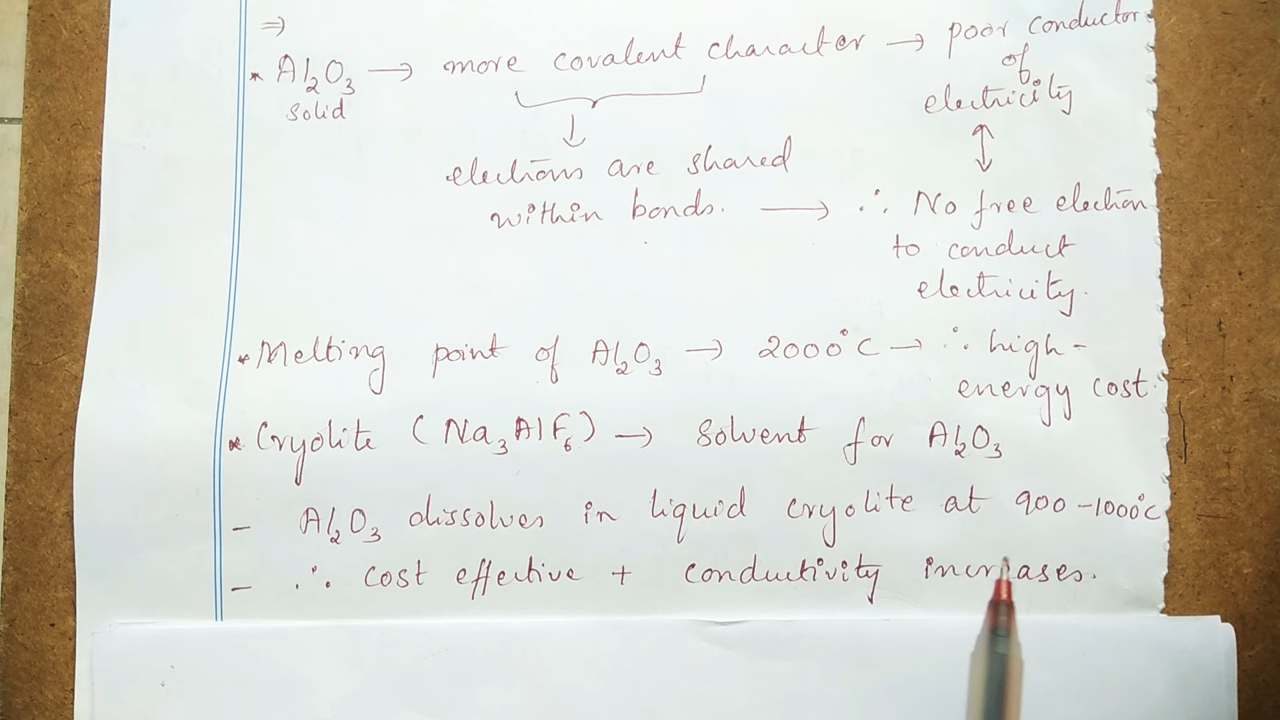 ⇒
* Al2O3 → more covalent character → poor conductor
solid
of
electricity
electrons are shared
within bonds. → ∴ No free electron
to conduct
electricity.
* Melting point of Al2O3 → 2000°C → ∴ high-
energy cost.
* Cryolite (Na3AlF6) → Solvent for Al2O3
- Al2O3 dissolves in liquid cryolite at 900-1000°C
- ∴ cost effective + conductivity increases.